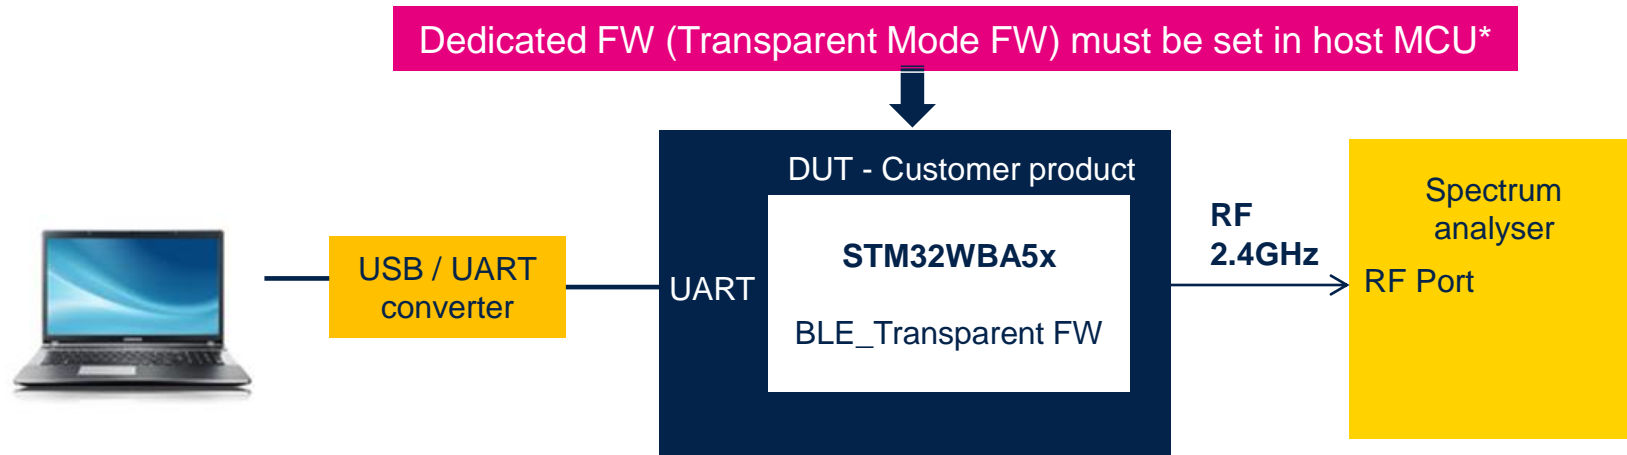 Dedicated FW (Transparent Mode FW) must be set in host MCU*
DUT - Customer product
STM32WBA5x
BLE_Transparent FW
UART
USB / UART
converter
RF
2.4GHz
Spectrum
analyser
RF Port